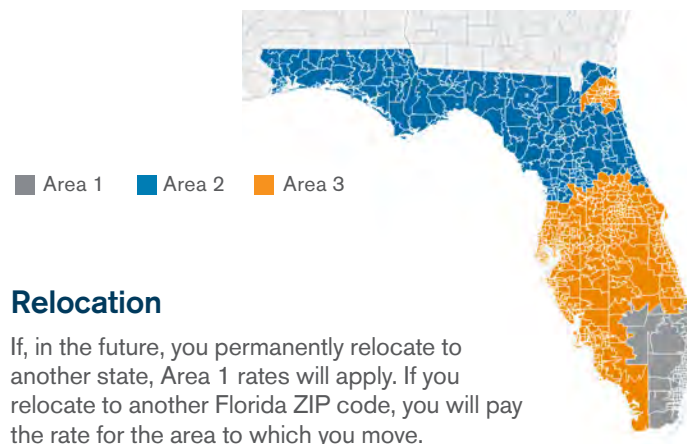 Area 1 Area 2 Area 3
Relocation
If, in the future, you permanently relocate to
another state, Area 1 rates will apply. If you
relocate to another Florida ZIP code, you will pay
the rate for the area to which you move.